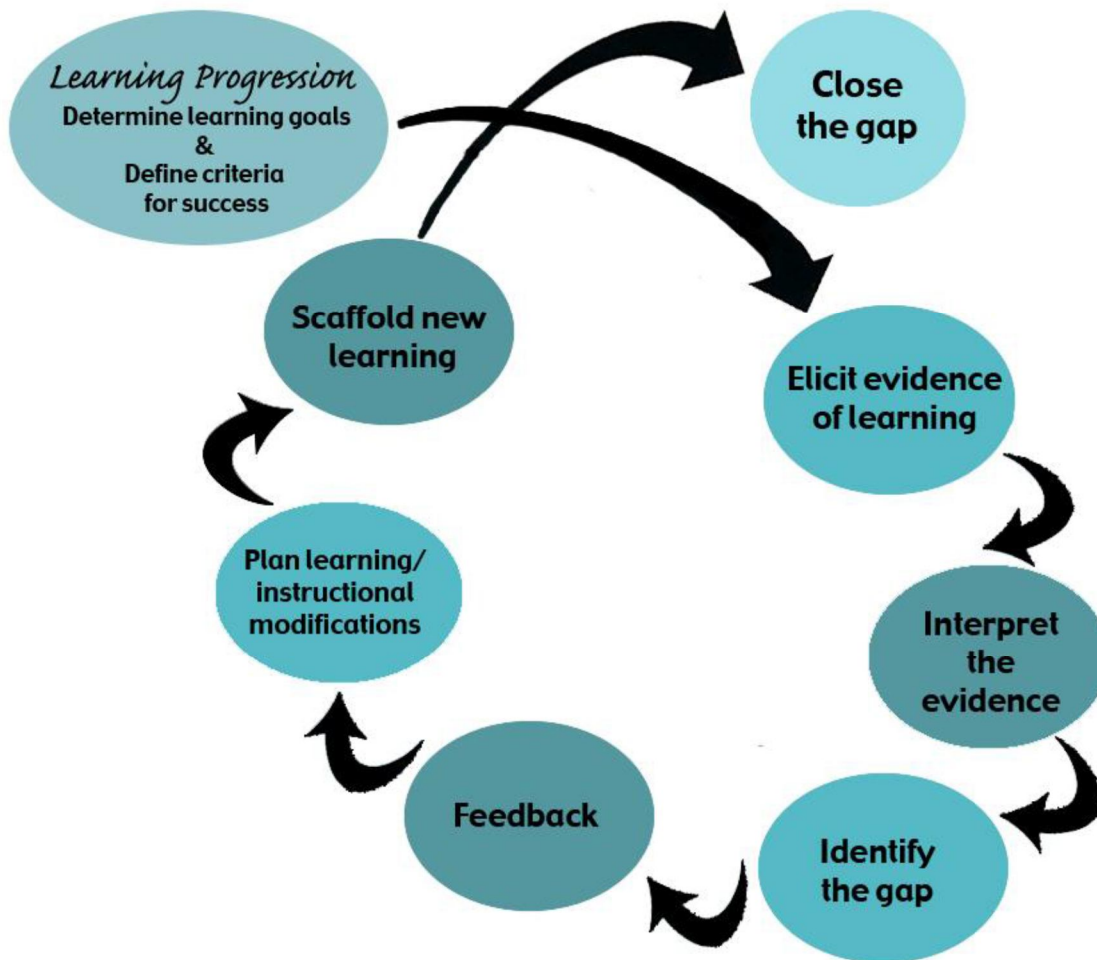 Learning Progression
Determine learning goals
&
Define criteria
for success
Close
the gap
Scaffold new
learning
Elicit evidence
of learning
Plan learning/
instructional
modifications
Interpret
the
evidence
Feedback
Identify
the gap